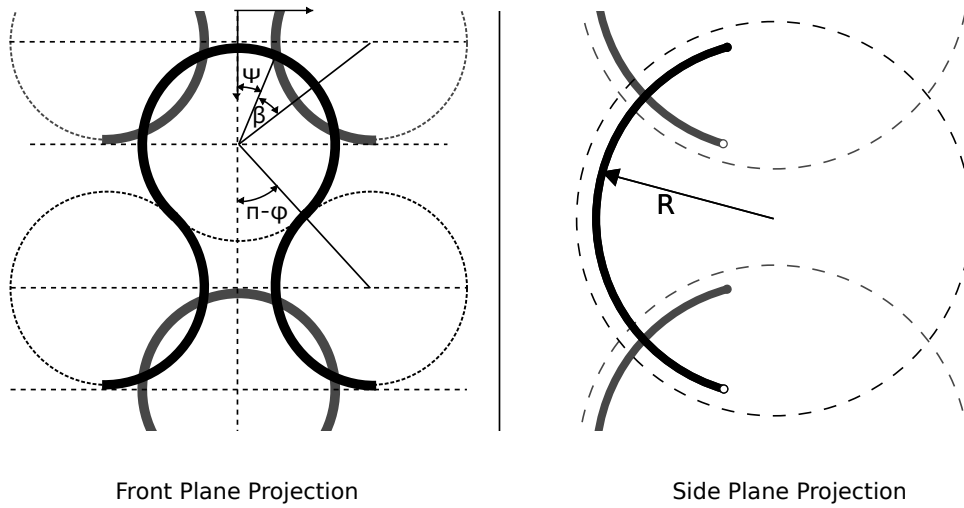 Ψ
β
π-φ
R
Front Plane Projection
Side Plane Projection